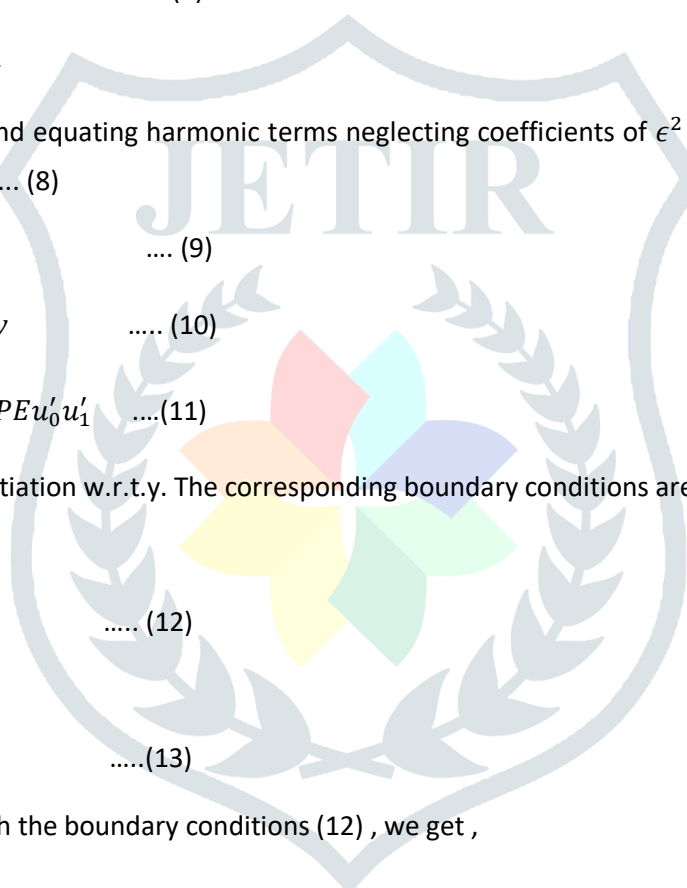 nd equating harmonic terms neglecting coefficients of ϵ²
... (8)
JETIR
.... (9)
..... (10)
PEu′₀u′₁ ....(11)
tiation w.r.t.y. The corresponding boundary conditions are
..... (12)
.....(13)
h the boundary conditions (12) , we get ,